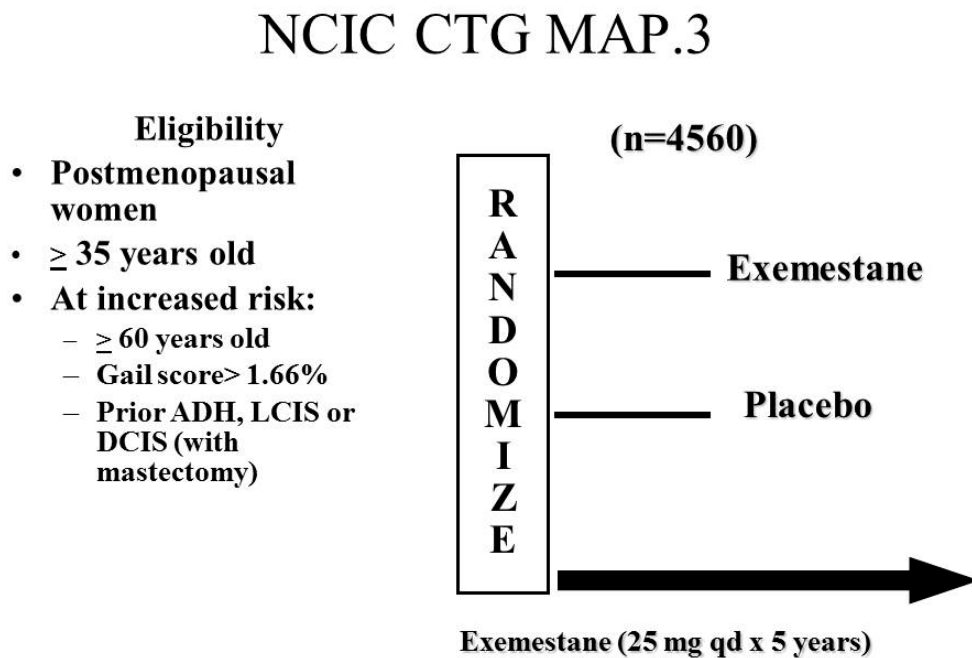 NCIC CTG MAP.3
Eligibility
• Postmenopausal
women
• ≥ 35 years old
• At increased risk:
– ≥ 60 years old
– Gail score> 1.66%
– Prior ADH, LCIS or
DCIS (with
mastectomy)
(n=4560)
R
A
N
D
O
M
I
Z
E
Exemestane
Placebo
Exemestane (25 mg qd x 5 years)